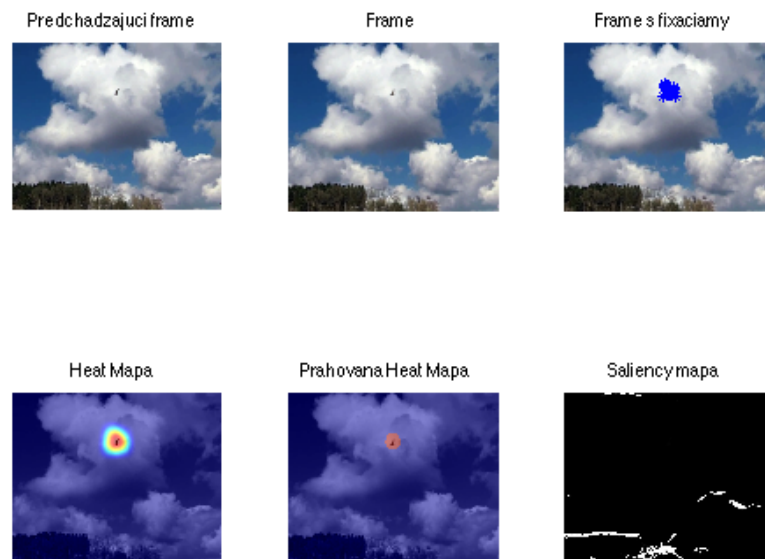 Predchadzajuci frame
Frame
Frame s fixaciamy
Heat Mapa
Prahovana Heat Mapa
Saliency mapa